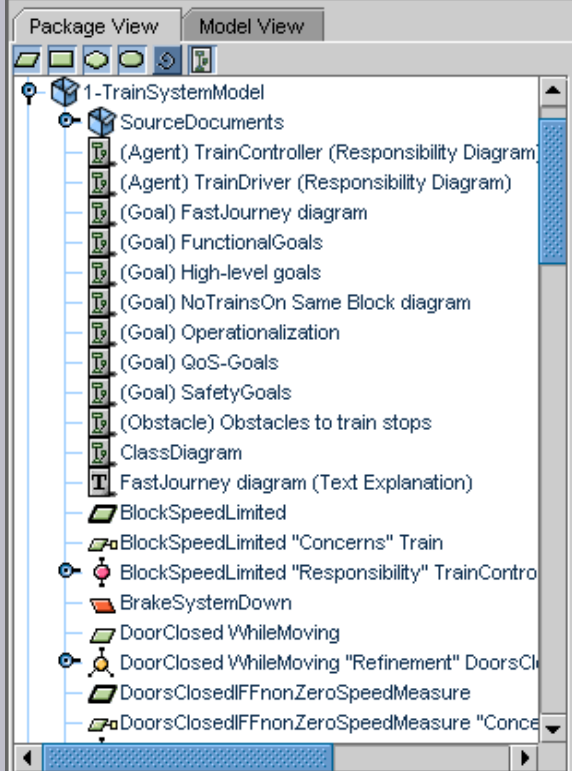 Package View Model View
1-TrainSystemModel
SourceDocuments
(Agent) TrainController (Responsibility Diagram)
(Agent) TrainDriver (Responsibility Diagram)
(Goal) FastJourney diagram
(Goal) FunctionalGoals
(Goal) High-level goals
(Goal) NoTrainsOn Same Block diagram
(Goal) Operationalization
(Goal) QoS-Goals
(Goal) SafetyGoals
(Obstacle) Obstacles to train stops
ClassDiagram
T FastJourney diagram (Text Explanation)
BlockSpeedLimited
BlockSpeedLimited "Concerns" Train
BlockSpeedLimited "Responsibility" TrainContro
BrakeSystemDown
DoorClosed WhileMoving
DoorClosed WhileMoving "Refinement" DoorsCl
DoorsClosedIFFnonZeroSpeedMeasure
DoorsClosedIFFnonZeroSpeedMeasure "Conce